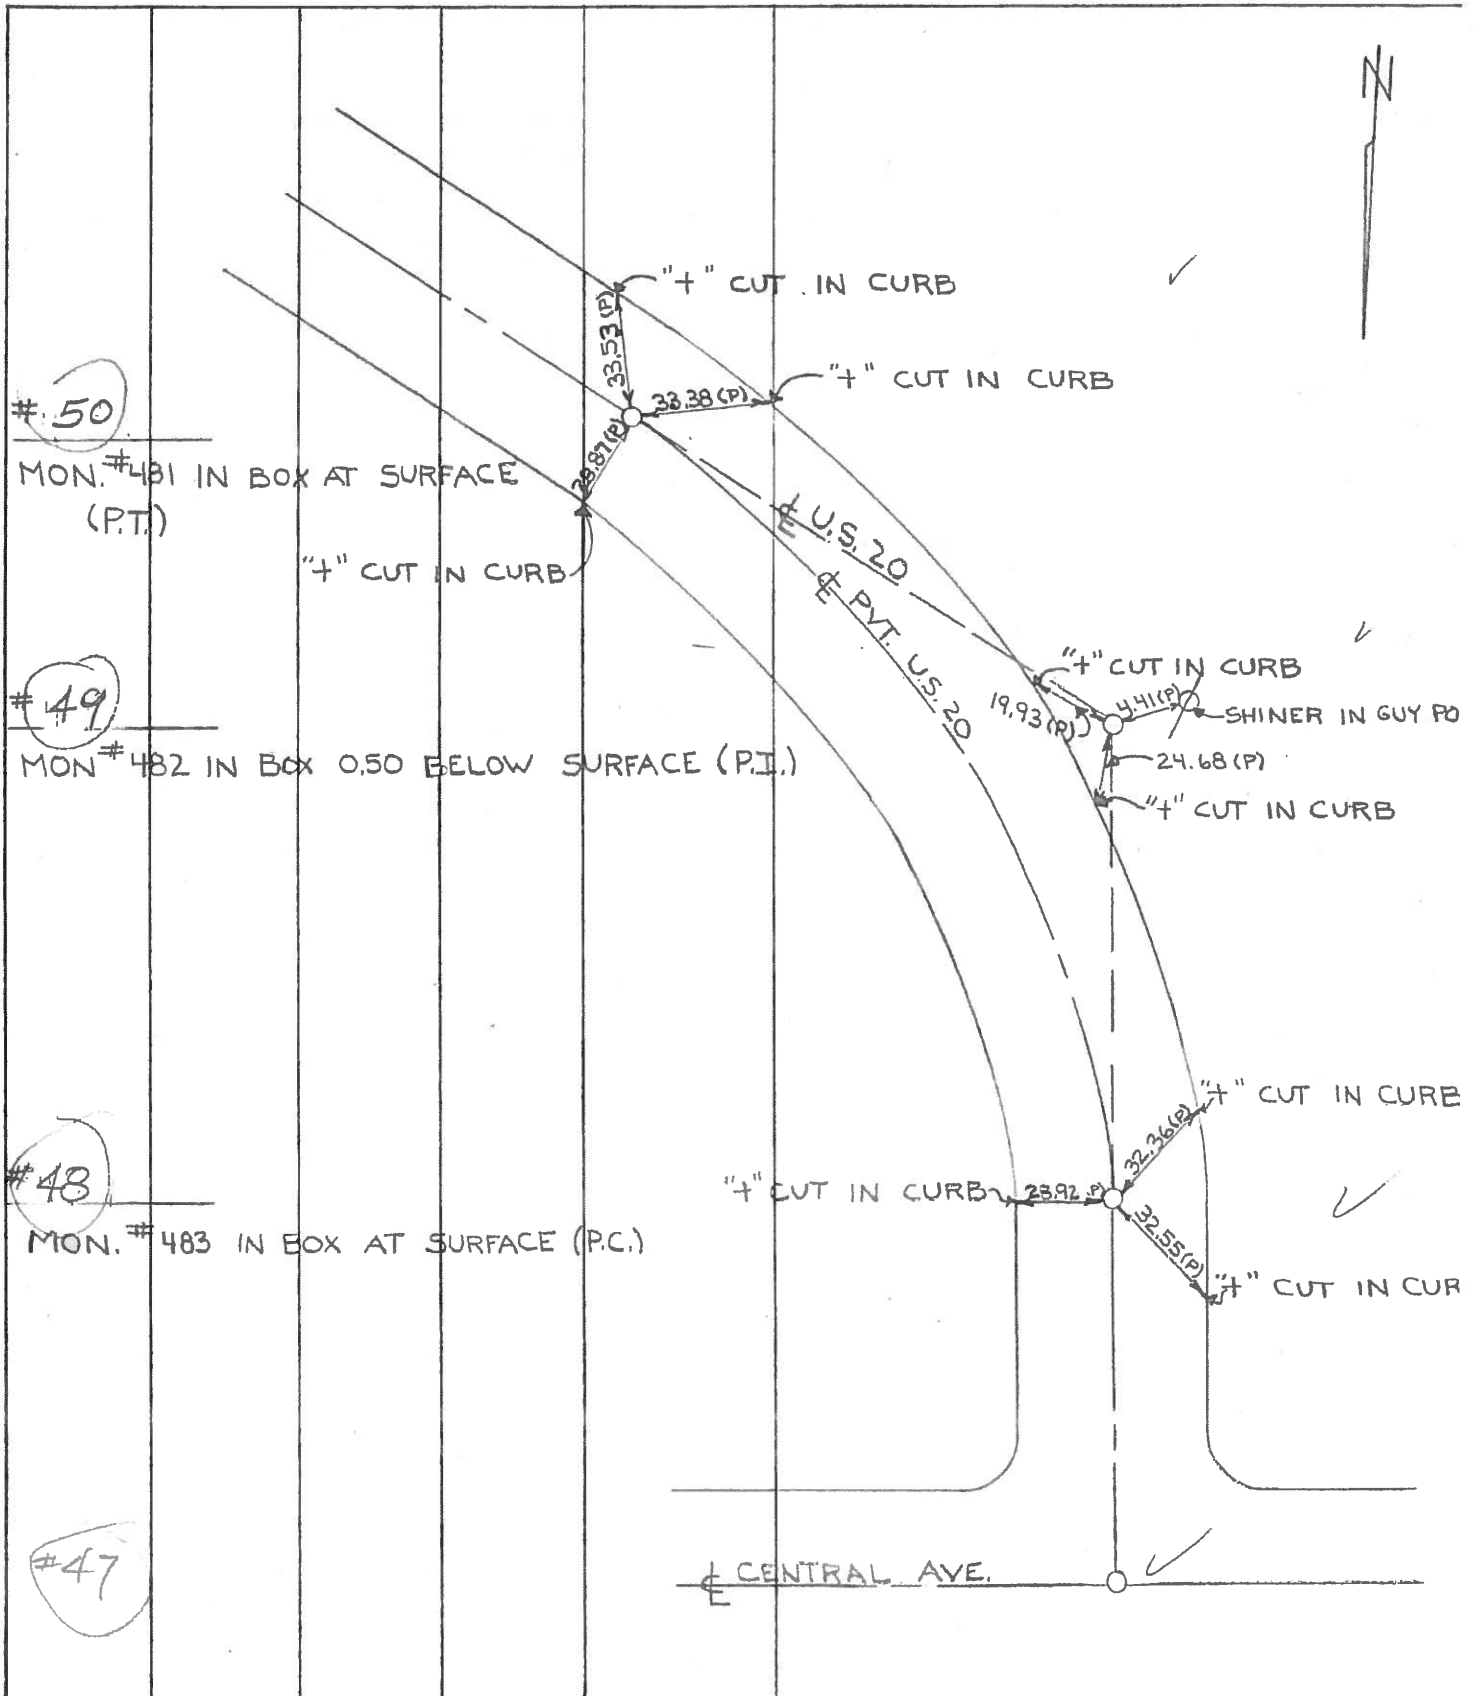 N
"+" CUT . IN CURB
33.53 (P)
"+" CUT IN CURB
33.38 (P)
# 50
MON. #481 IN BOX AT SURFACE
(P.T.)
(P)
"+" CUT IN CURB
℄ U.S. 20
℄ PVT. U.S. 20
"+" CUT IN CURB
19.93 (P)
4.41 (P)
SHINER IN GUY PO
# 49
MON # 482 IN BOX 0.50 BELOW SURFACE (P.I.)
24.68 (P)
"+" CUT IN CURB
"+" CUT IN CURB
32.36 (P)
# 48
"+" CUT IN CURB
28.92 P)
MON. # 483 IN BOX AT SURFACE (P.C.)
32.55 (P)
"+" CUT IN CUR
#47
℄ CENTRAL AVE.